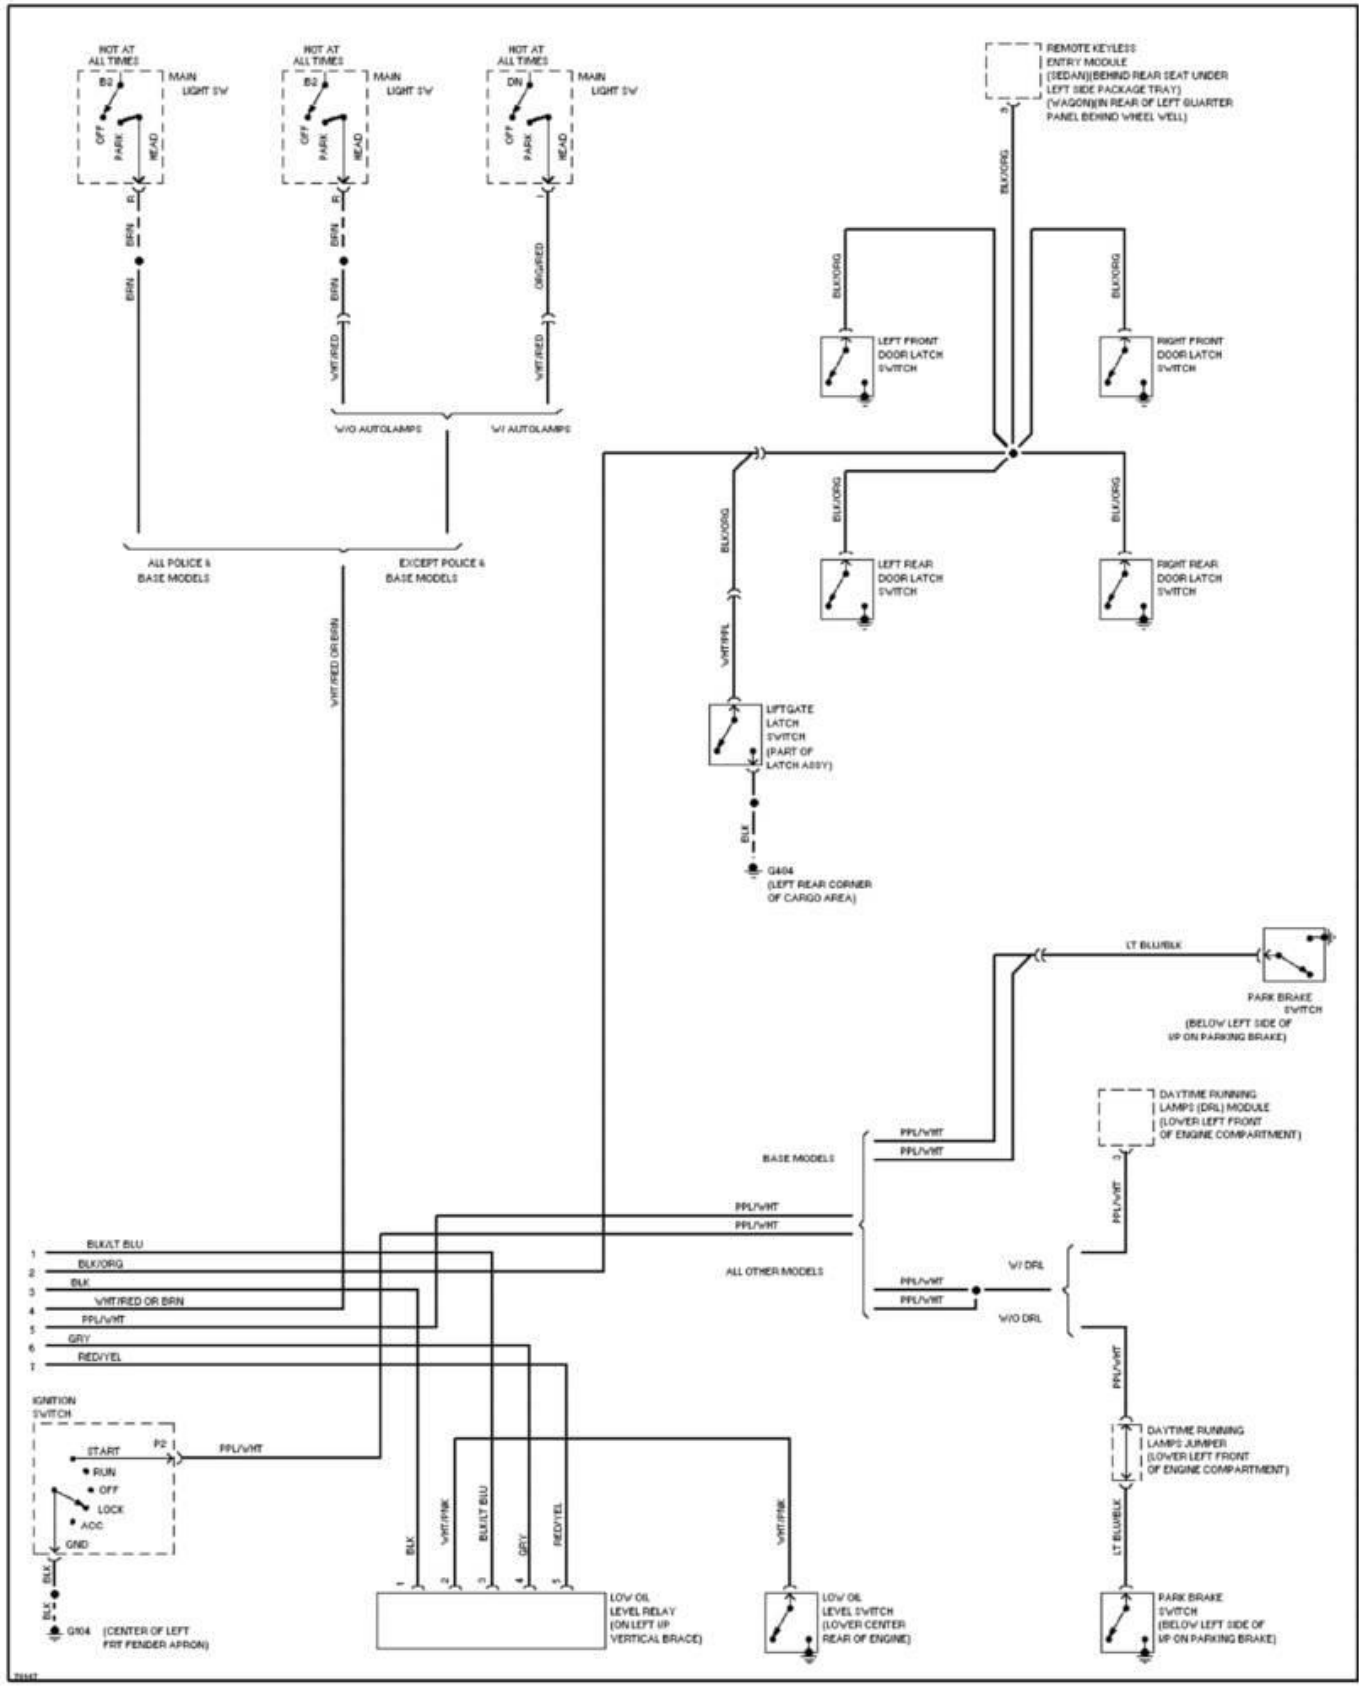 HOT AT
ALL TIMES
B2
MAIN
LIGHT SW
OFF
PARK
HEAD
R
BRN
BRN
HOT AT
ALL TIMES
B2
MAIN
LIGHT SW
OFF
PARK
HEAD
R
BRN
BRN
WHT/RED
HOT AT
ALL TIMES
DN
MAIN
LIGHT SW
OFF
PARK
HEAD
I
ORG/RED
WHT/RED
W/O AUTOLAMPS
W/ AUTOLAMPS
ALL POLICE &
BASE MODELS
EXCEPT POLICE &
BASE MODELS
WHT/RED OR BRN
REMOTE KEYLESS
ENTRY MODULE
(SEDAN)(BEHIND REAR SEAT UNDER
LEFT SIDE PACKAGE TRAY)
(WAGON)(IN REAR OF LEFT QUARTER
PANEL BEHIND WHEEL WELL)
BLK/ORG
BLK/ORG
LEFT FRONT
DOOR LATCH
SWITCH
BLK/ORG
RIGHT FRONT
DOOR LATCH
SWITCH
BLK/ORG
LEFT REAR
DOOR LATCH
SWITCH
BLK/ORG
RIGHT REAR
DOOR LATCH
SWITCH
BLK/ORG
WHT/PPL
LIFTGATE
LATCH
SWITCH
(PART OF
LATCH ASSY)
BLK
G404
(LEFT REAR CORNER
OF CARGO AREA)
LT BLU/BLK
PARK BRAKE
SWITCH
(BELOW LEFT SIDE OF
I/P ON PARKING BRAKE)
DAYTIME RUNNING
LAMPS (DRL) MODULE
(LOWER LEFT FRONT
OF ENGINE COMPARTMENT)
3
PPL/WHT
PPL/WHT
PPL/WHT
BASE MODELS
PPL/WHT
PPL/WHT
ALL OTHER MODELS
PPL/WHT
PPL/WHT
W/ DRL
W/O DRL
PPL/WHT
DAYTIME RUNNING
LAMPS JUMPER
(LOWER LEFT FRONT
OF ENGINE COMPARTMENT)
LT BLU/BLK
PARK BRAKE
SWITCH
(BELOW LEFT SIDE OF
I/P ON PARKING BRAKE)
1 BLK/LT BLU
2 BLK/ORG
3 BLK
4 WHT/RED OR BRN
5 PPL/WHT
6 GRY
7 RED/YEL
IGNITION
SWITCH
P2
START
RUN
OFF
LOCK
ACC
GND
PPL/WHT
BLK
BLK
G104 (CENTER OF LEFT
FRT FENDER APRON)
BLK
WHT/PNK
BLK/LT BLU
GRY
RED/YEL
WHT/PNK
1
2
3
4
5
LOW OIL
LEVEL RELAY
(ON LEFT I/P
VERTICAL BRACE)
LOW OIL
LEVEL SWITCH
(LOWER CENTER
REAR OF ENGINE)